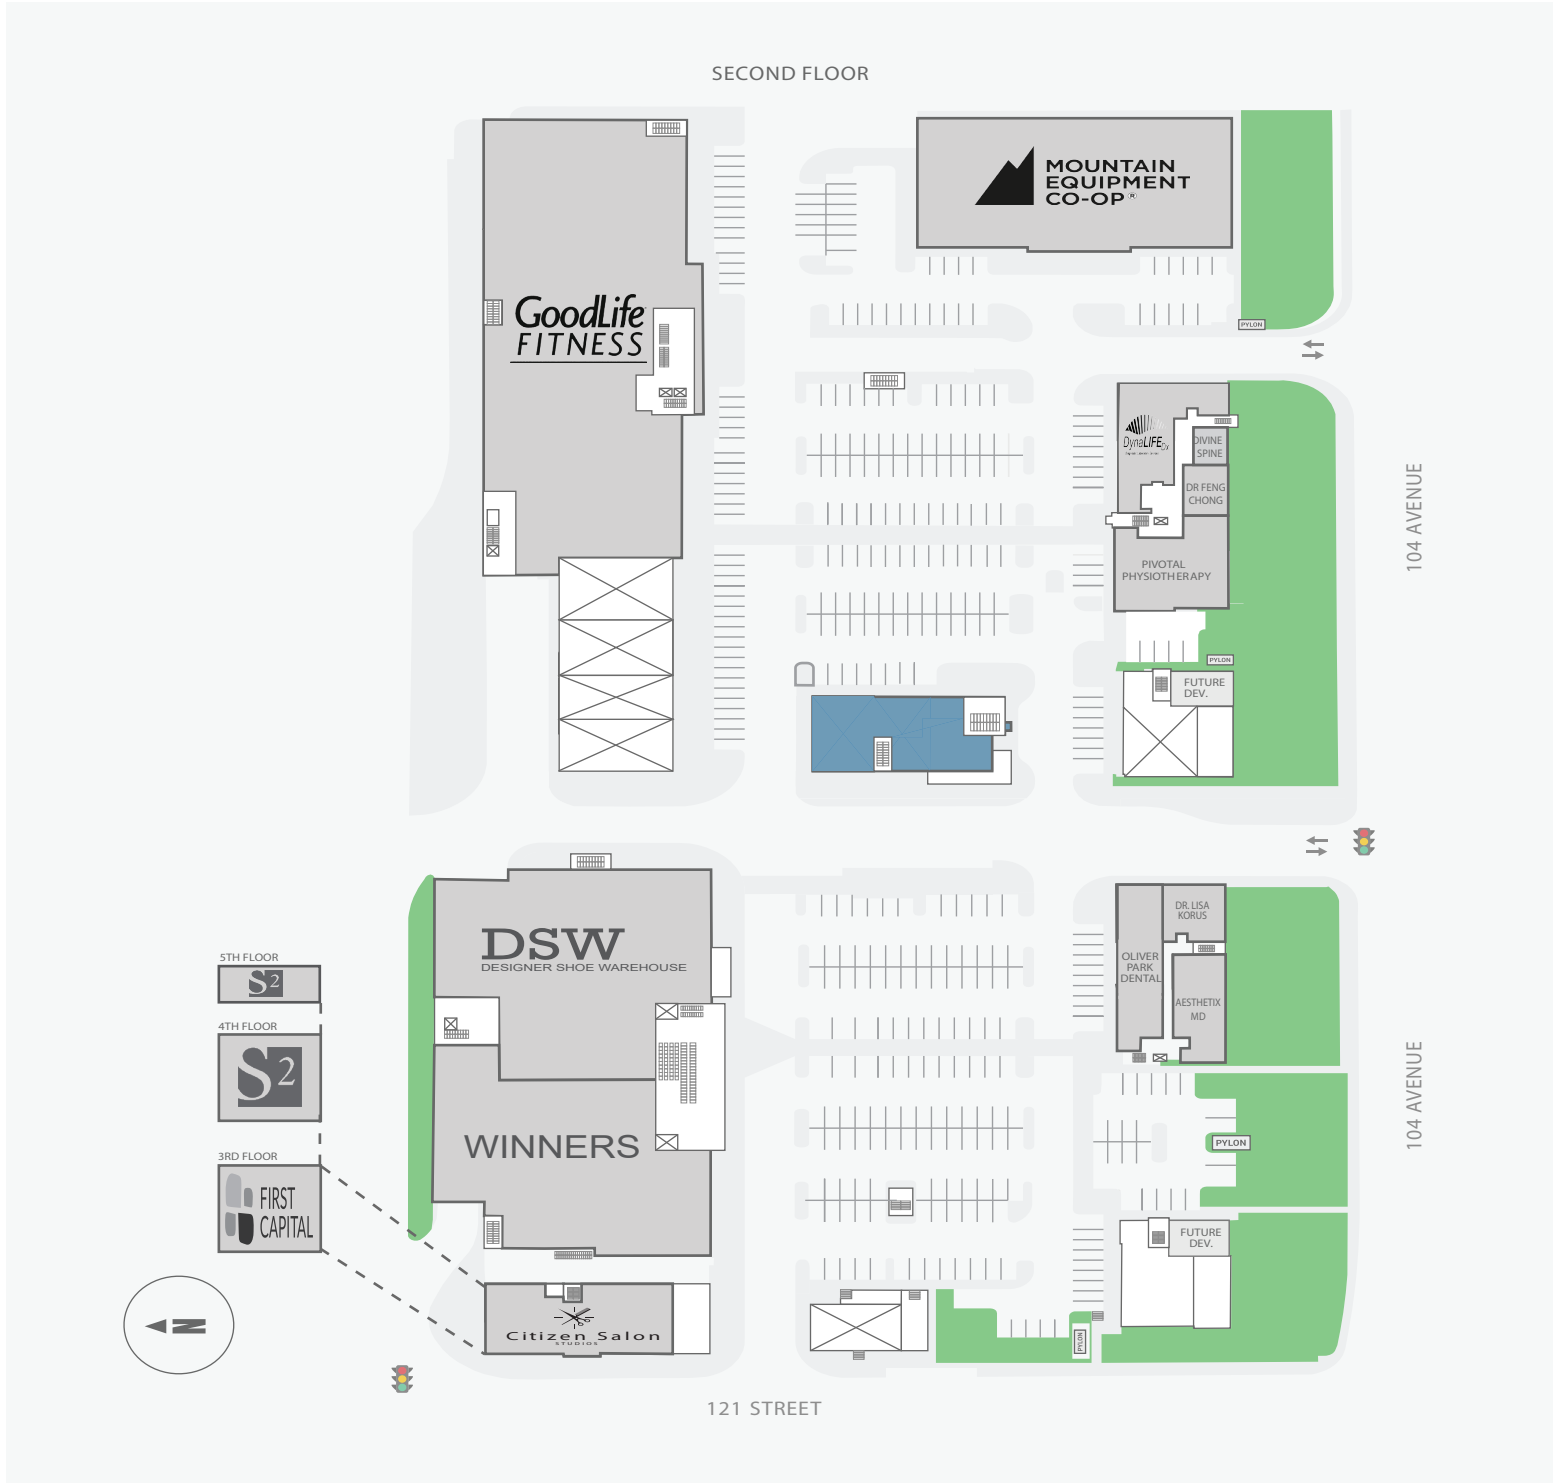 SECOND FLOOR
MOUNTAIN
EQUIPMENT
CO-OP®
GoodLife
FITNESS
PYLON
DynaLIFEDx
DIVINE
SPINE
DR FENG
CHONG
104 AVENUE
PIVOTAL
PHYSIOTHERAPY
PYLON
FUTURE
DEV.
DSW
DESIGNER SHOE WAREHOUSE
DR. LISA
KORUS
OLIVER
PARK
DENTAL
AESTHETIX
MD
5TH FLOOR
S2
4TH FLOOR
S2
104 AVENUE
WINNERS
PYLON
3RD FLOOR
FIRST
CAPITAL
FUTURE
DEV.
N
Citizen Salon
STUDIOS
PYLON
121 STREET